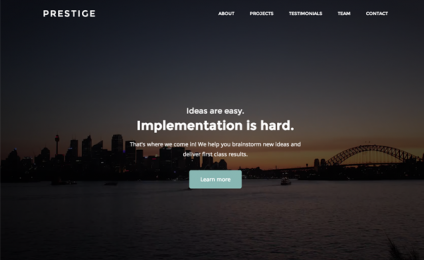 PRESTIGE
ABOUT PROJECTS TESTIMONIALS TEAM CONTACT
Ideas are easy.
Implementation is hard.
That's where we come in! We help you brainstorm new ideas and
deliver first class results.
Learn more